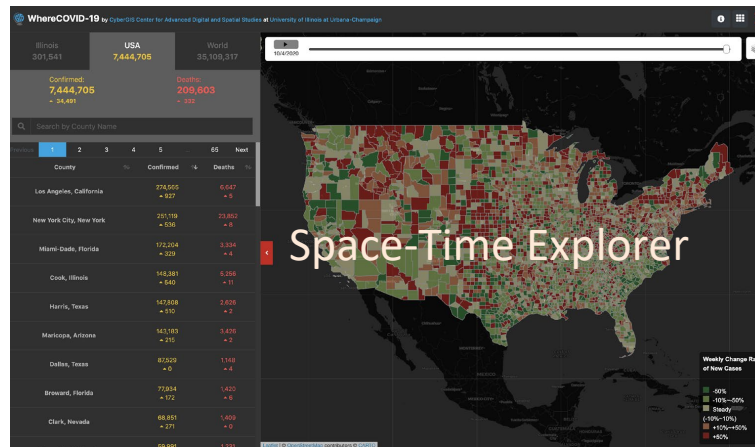 WhereCOVID-19 by CyberGIS Center for Advanced Digital and Spatial Studies at University of Illinois at Urbana-Champaign
Illinois USA World
301,541 7,444,705 35,109,317
Confirmed: Deaths:
7,444,705 209,603
34,491
Search by County Name
Previous 1 2 3 4 5 … 65 Next
County Confirmed Deaths
Los Angeles, California 274,565 6,647
927 8
New York City, New York 251,119 23,852
536 8
Miami-Dade, Florida 172,204 3,334
329 4
Cook, Illinois 148,381 5,256
540 11
Harris, Texas 147,808 2,626
510 2
Maricopa, Arizona 143,183 3,426
215 2
Dallas, Texas 87,529 1,148
0 4
Broward, Florida 77,934 1,420
172 6
Clark, Nevada 68,851 1,409
271 0
10/4/2020
Space-Time Explorer
Weekly Change Ra
of New Cases
-50%
-10%~-50%
Steady
(-10%~10%)
+10%~+50%
+50%
Leaflet | © OpenStreetMap contributors © CARTO